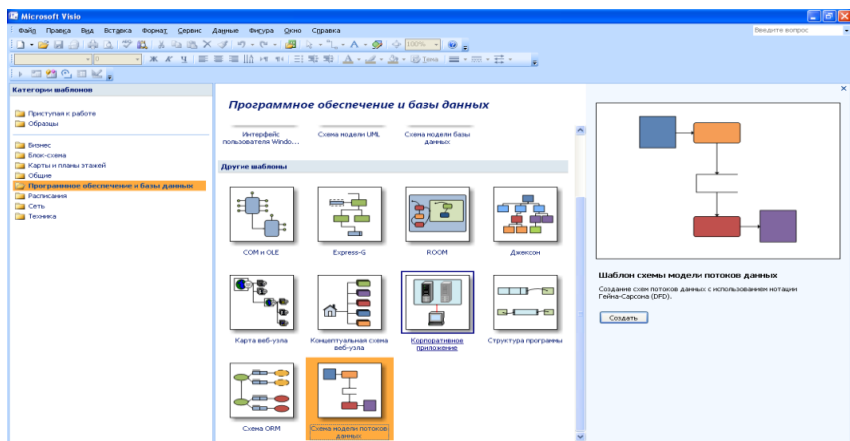 Microsoft Visio
Файл Правка Вид Вставка Формат Сервис Данные Фигура Окно Справка
Введите вопрос
100%
0
Ж К Ч
Тема
Категории шаблонов
Приступая к работе
Образцы
Бизнес
Блок-схема
Карты и планы этажей
Общие
Программное обеспечение и базы данных
Расписания
Сеть
Техника
Программное обеспечение и базы данных
Интерфейс пользователя Windo...
Схема модели UML
Схема модели базы данных
Другие шаблоны
COM и OLE
Express-G
ROOM
Джексон
Карта веб-узла
Концептуальная схема веб-узла
Корпоративное приложение
Структура программы
Схема ORM
Схема модели потоков данных
Шаблон схемы модели потоков данных
Создание схем потоков данных с использованием нотации
Гейна-Сарсона (DFD).
Создать